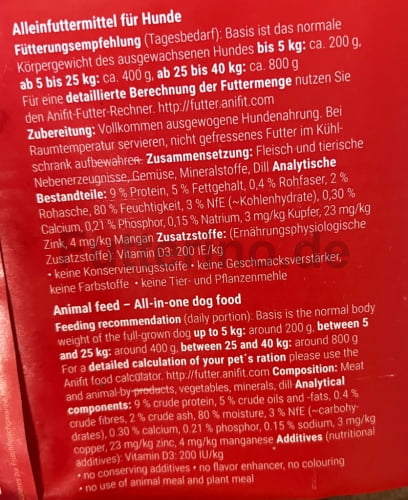 Alleinfuttermittel für Hunde
Fütterungsempfehlung (Tagesbedarf): Basis ist das normale
Körpergewicht des ausgewachsenen Hundes bis 5 kg: ca. 200 g,
ab 5 bis 25 kg: ca. 400 g, ab 25 bis 40 kg: ca. 800 g
Für eine detaillierte Berechnung der Futtermenge nutzen Sie
den Anifit-Futter-Rechner. http://futter.anifit.com
Zubereitung: Vollkommen ausgewogene Hundenahrung. Bei
Raumtemperatur servieren, nicht gefressenes Futter im Kühl-
schrank aufbewahren. Zusammensetzung: Fleisch und tierische
Nebenerzeugnisse, Gemüse, Mineralstoffe, Dill Analytische
Bestandteile: 9 % Protein, 5 % Fettgehalt, 0,4 % Rohfaser, 2 %
Rohasche, 80 % Feuchtigkeit, 3 % NfE (~Kohlenhydrate), 0,30 %
Calcium, 0,21 % Phosphor, 0,15 % Natrium, 3 mg/kg Kupfer, 23 mg/kg
Zink, 4 mg/kg Mangan Zusatzstoffe: (Ernährungsphysiologische
Zusatzstoffe): Vitamin D3: 200 IE/kg
• keine Konservierungsstoffe • keine Geschmacksverstärker,
keine Farbstoffe • keine Tier- und Pflanzenmehle
Animal feed – All-in-one dog food
Feeding recommendation (daily portion): Basis is the normal body
weight of the full-grown dog up to 5 kg: around 200 g, between 5
and 25 kg: around 400 g, between 25 and 40 kg: around 800 g
For a detailed calculation of your pet´s ration please use the
Anifit food calculator. http://futter.anifit.com Composition: Meat
and animal-by-products, vegetables, minerals, dill Analytical
components: 9 % crude protein, 5 % crude oils and -fats, 0.4 %
crude fibres, 2 % crude ash, 80 % moisture, 3 % NfE (~carbohy-
drates), 0.30 % calcium, 0.21 % phosphor, 0.15 % sodium, 3 mg/kg
copper, 23 mg/kg zinc, 4 mg/kg manganese Additives (nutritional
additives): Vitamin D3: 200 IU/kg
• no conserving additives • no flavor enhancer, no colouring
• no use of animal meal and plant meal